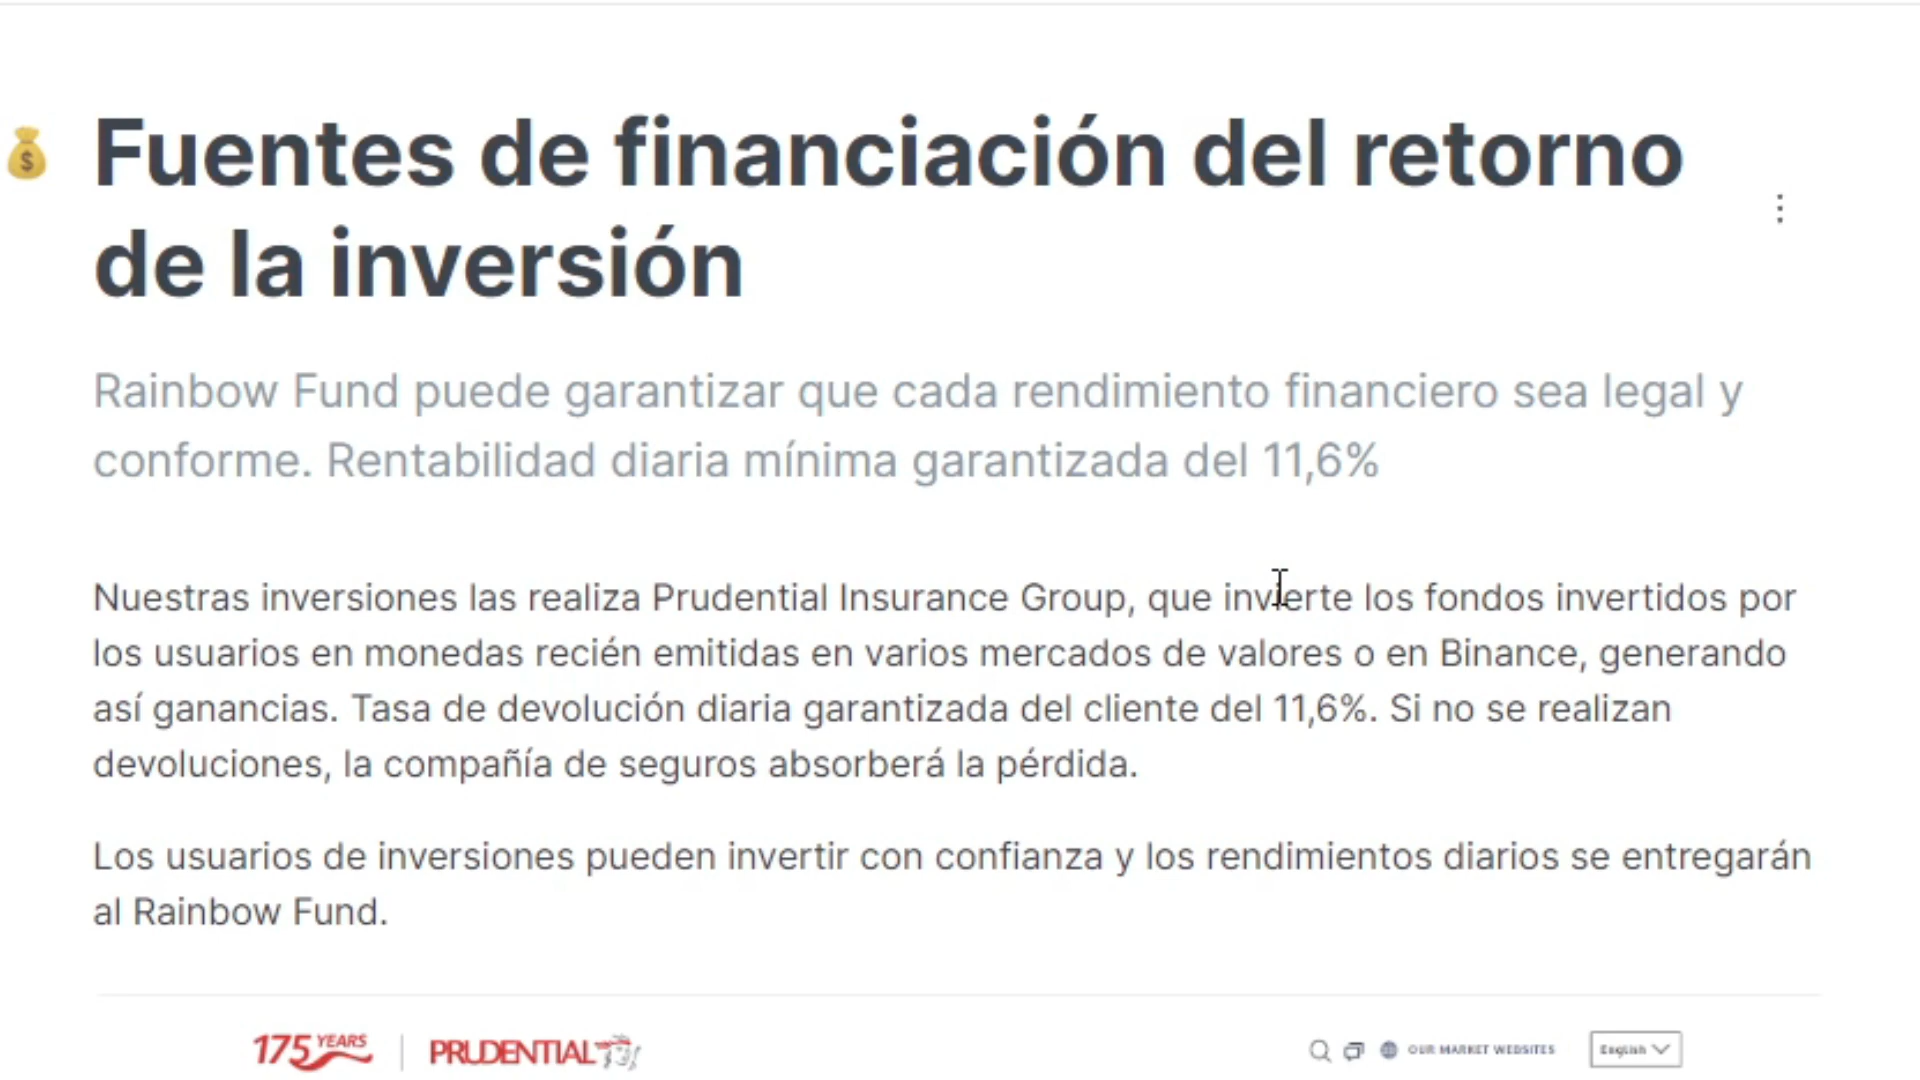 Fuentes de financiación del retorno
de la inversión
Rainbow Fund puede garantizar que cada rendimiento financiero sea legal y
conforme. Rentabilidad diaria mínima garantizada del 11,6%
Nuestras inversiones las realiza Prudential Insurance Group, que invierte los fondos invertidos por
los usuarios en monedas recién emitidas en varios mercados de valores o en Binance, generando
así ganancias. Tasa de devolución diaria garantizada del cliente del 11,6%. Si no se realizan
devoluciones, la compañía de seguros absorberá la pérdida.
Los usuarios de inversiones pueden invertir con confianza y los rendimientos diarios se entregarán
al Rainbow Fund.
175 YEARS PRUDENTIAL OUR MARKET WEBSITES English